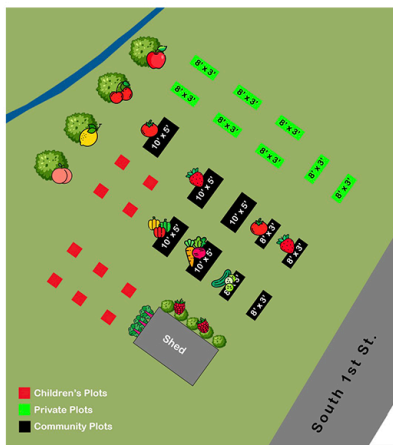 8' x 3'
8' x 3'
8' x 3'
8' x 3'
8' x 3'
8' x 3'
8' x 3'
8' x 3'
10' x 5'
10' x 5'
10' x 5'
10' x 5'
8' x 3'
8' x 3'
10' x 5'
8' x 3'
Shed
South 1st St.
Children's Plots
Private Plots
Community Plots